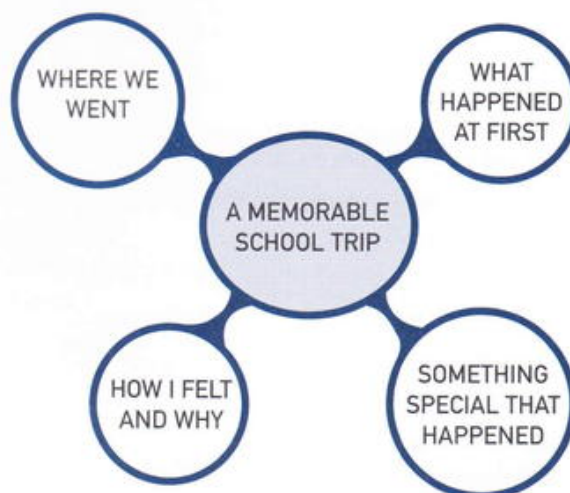 WHERE WE
WENT
WHAT
HAPPENED
AT FIRST
A MEMORABLE
SCHOOL TRIP
HOW I FELT
AND WHY
SOMETHING
SPECIAL THAT
HAPPENED